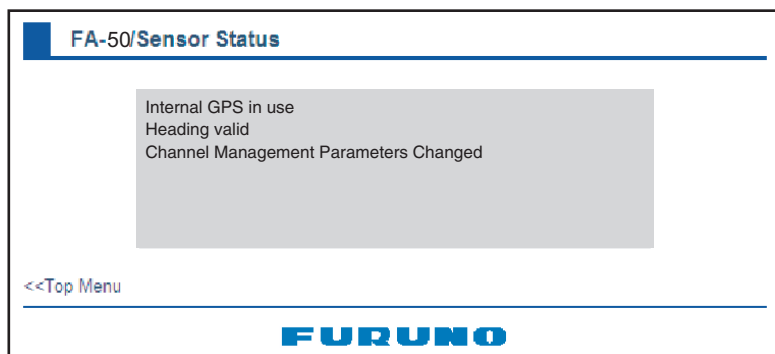 FA-50/Sensor Status
Internal GPS in use
Heading valid
Channel Management Parameters Changed
<<Top Menu
FURUNO